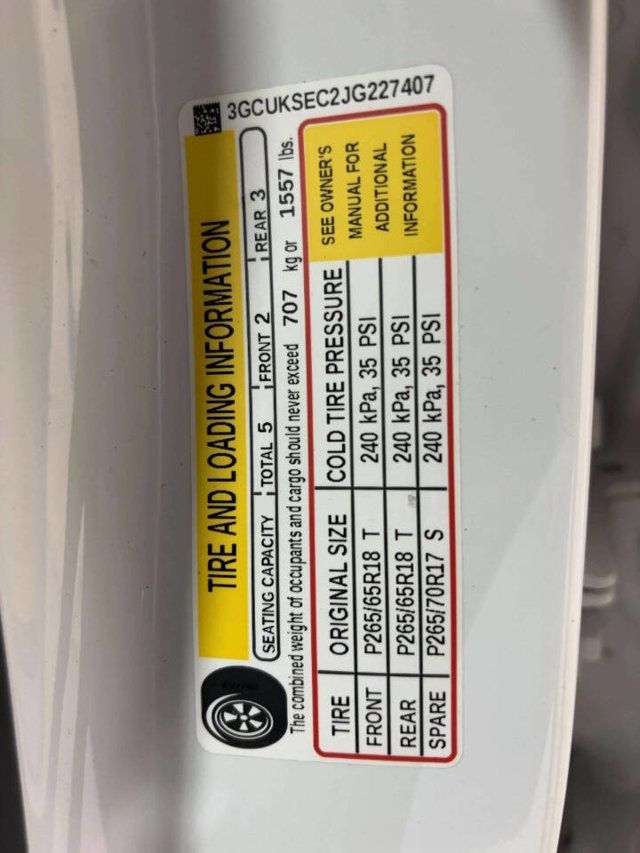 3GCUKSEC2JG227407
TIRE AND LOADING INFORMATION
SEATING CAPACITY TOTAL 5 FRONT 2 REAR 3
The combined weight of occupants and cargo should never exceed 707 kg or 1557 lbs.
TIRE ORIGINAL SIZE COLD TIRE PRESSURE
FRONT P265/65R18 T 240 kPa, 35 PSI
REAR P265/65R18 T 240 kPa, 35 PSI
SPARE P265/70R17 S 240 kPa, 35 PSI
SEE OWNER'S
MANUAL FOR
ADDITIONAL
INFORMATION